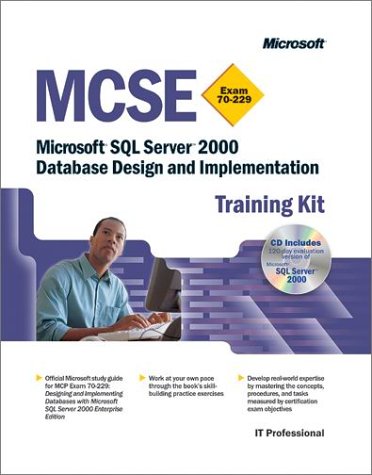 Microsoft®
MCSE
Exam
70-229
Microsoft® SQL Server™ 2000
Database Design and Implementation
Training Kit
CD Includes
120-day evaluation
version of
Microsoft®
SQL Server
2000
Official Microsoft study guide
for MCP Exam 70-229:
Designing and Implementing
Databases with Microsoft
SQL Server 2000 Enterprise
Edition
Work at your own pace
through the book's skill-
building practice exercises
Develop real-world expertise
by mastering the concepts,
procedures, and tasks
measured by certification
exam objectives
IT Professional